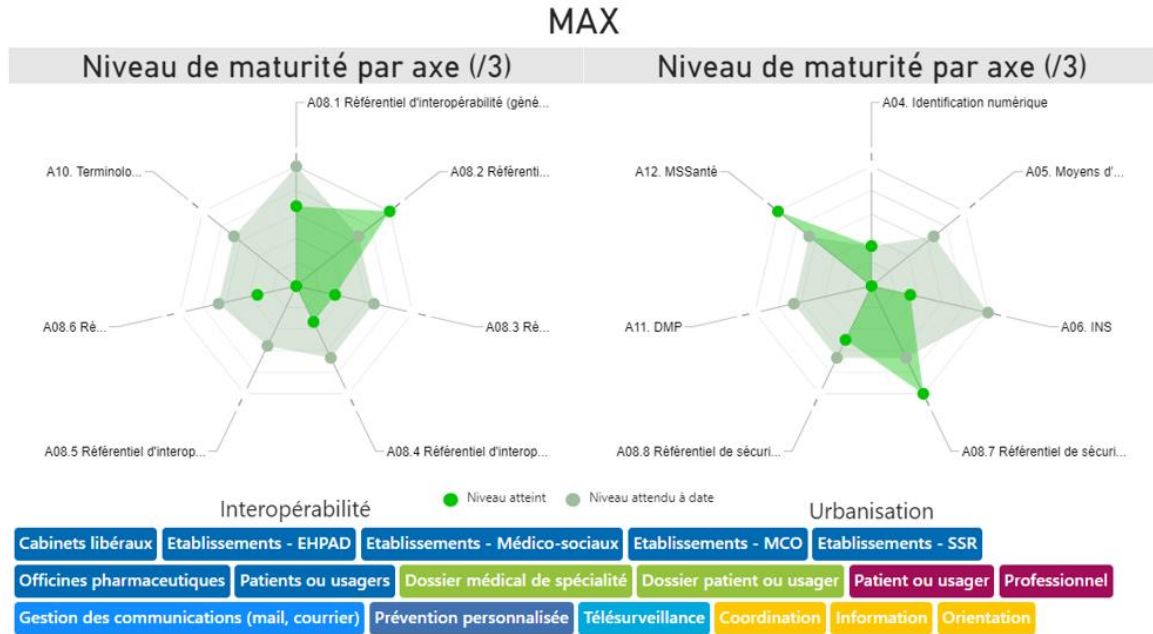 MAX
Niveau de maturité par axe (/3)
Niveau de maturité par axe (/3)
A08.1 Référentiel d'interopérabilité (géné...
A10. Terminolo...
A08.2 Référenti...
A08.6 Ré...
A08.3 Ré...
A08.5 Référentiel d'interop...
A08.4 Référentiel d'interop...
A04. Identification numérique
A12. MSSanté
A05. Moyens d'...
A11. DMP
A06. INS
A08.8 Référentiel de sécuri...
A08.7 Référentiel de sécuri...
Interopérabilité
Niveau atteint
Niveau attendu à date
Urbanisation
Cabinets libéraux Etablissements - EHPAD Etablissements - Médico-sociaux Etablissements - MCO Etablissements - SSR
Officines pharmaceutiques Patients ou usagers Dossier médical de spécialité Dossier patient ou usager Patient ou usager Professionnel
Gestion des communications (mail, courrier) Prévention personnalisée Télésurveillance Coordination Information Orientation